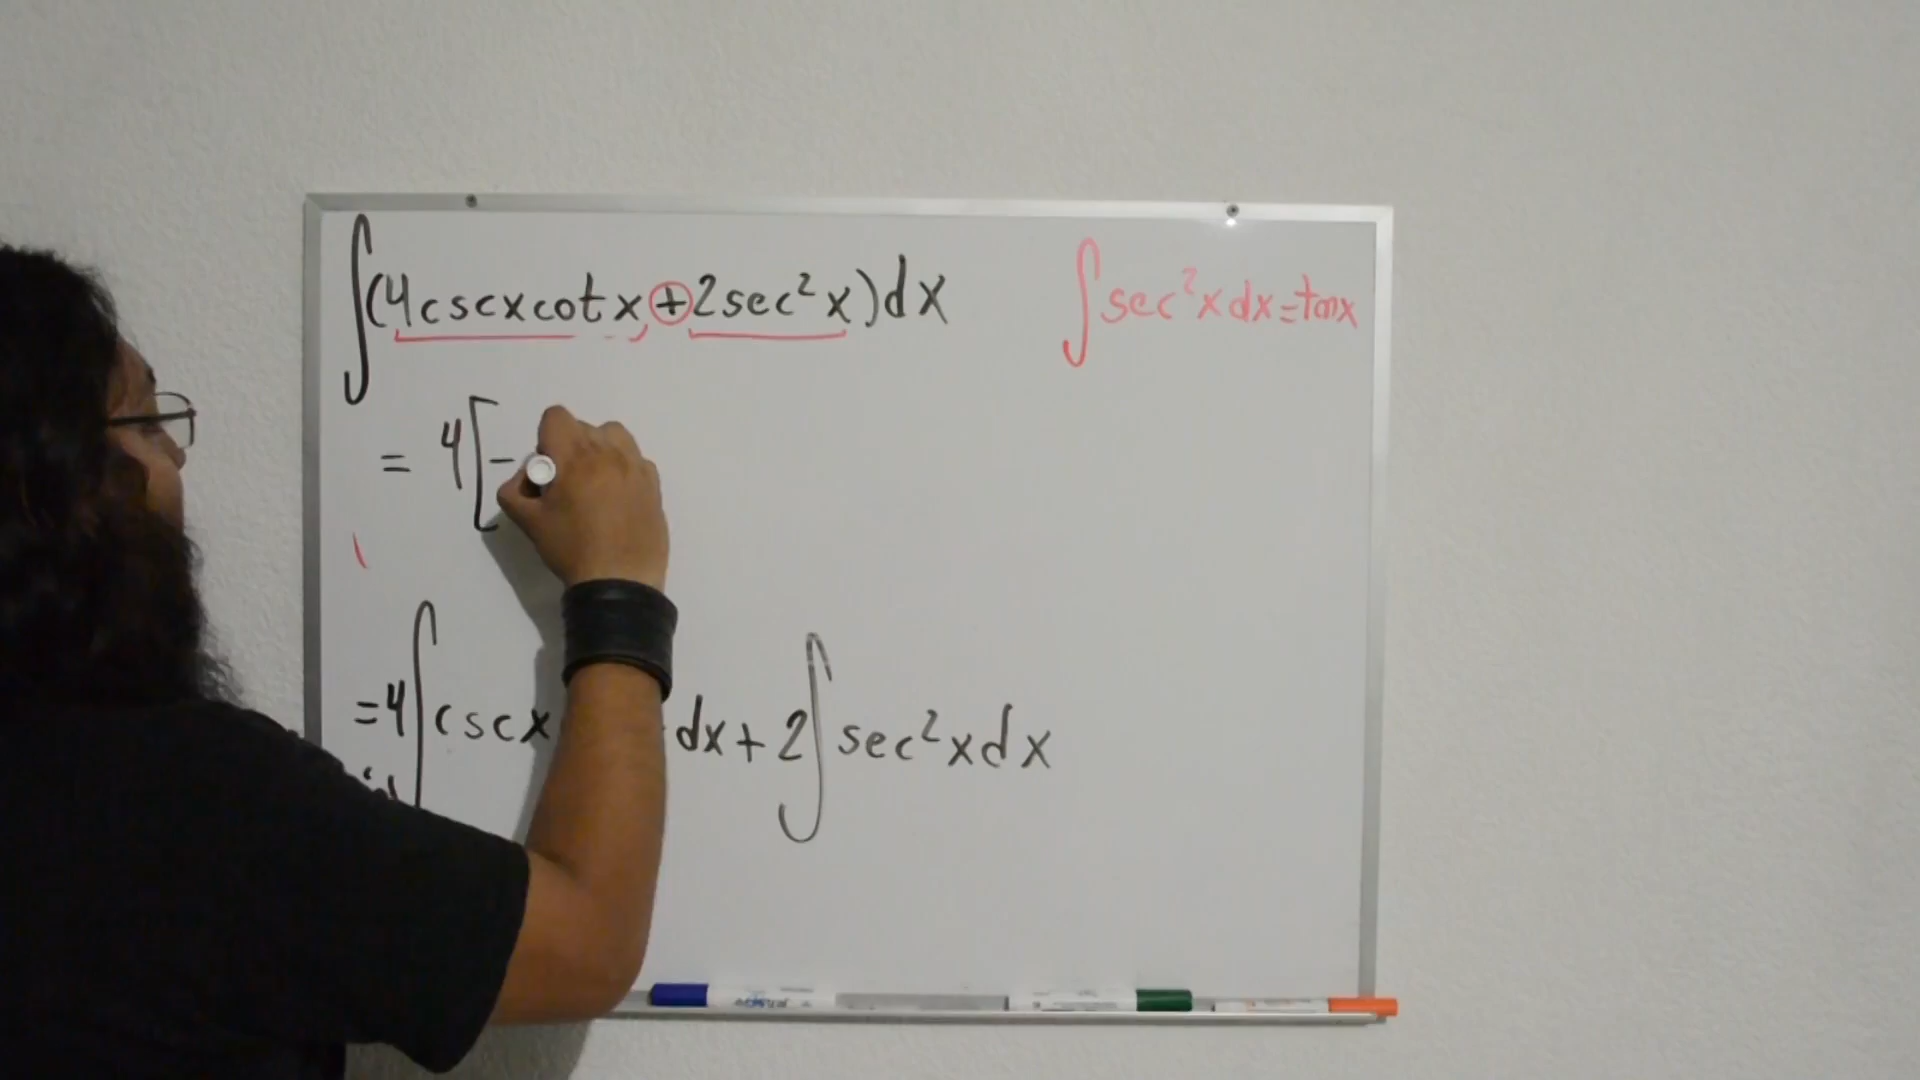 ∫(4cscxcotx+2sec²x)dx
∫sec²xdx=tanx
= 4[-
=4∫cscx dx+2∫sec²xdx